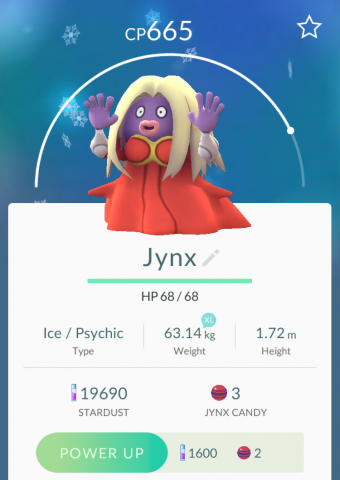 CP665
Jynx
HP 68 / 68
XL
Ice / Psychic 63.14 kg 1.72 m
Type Weight Height
19690 3
STARDUST JYNX CANDY
POWER UP 1600 2